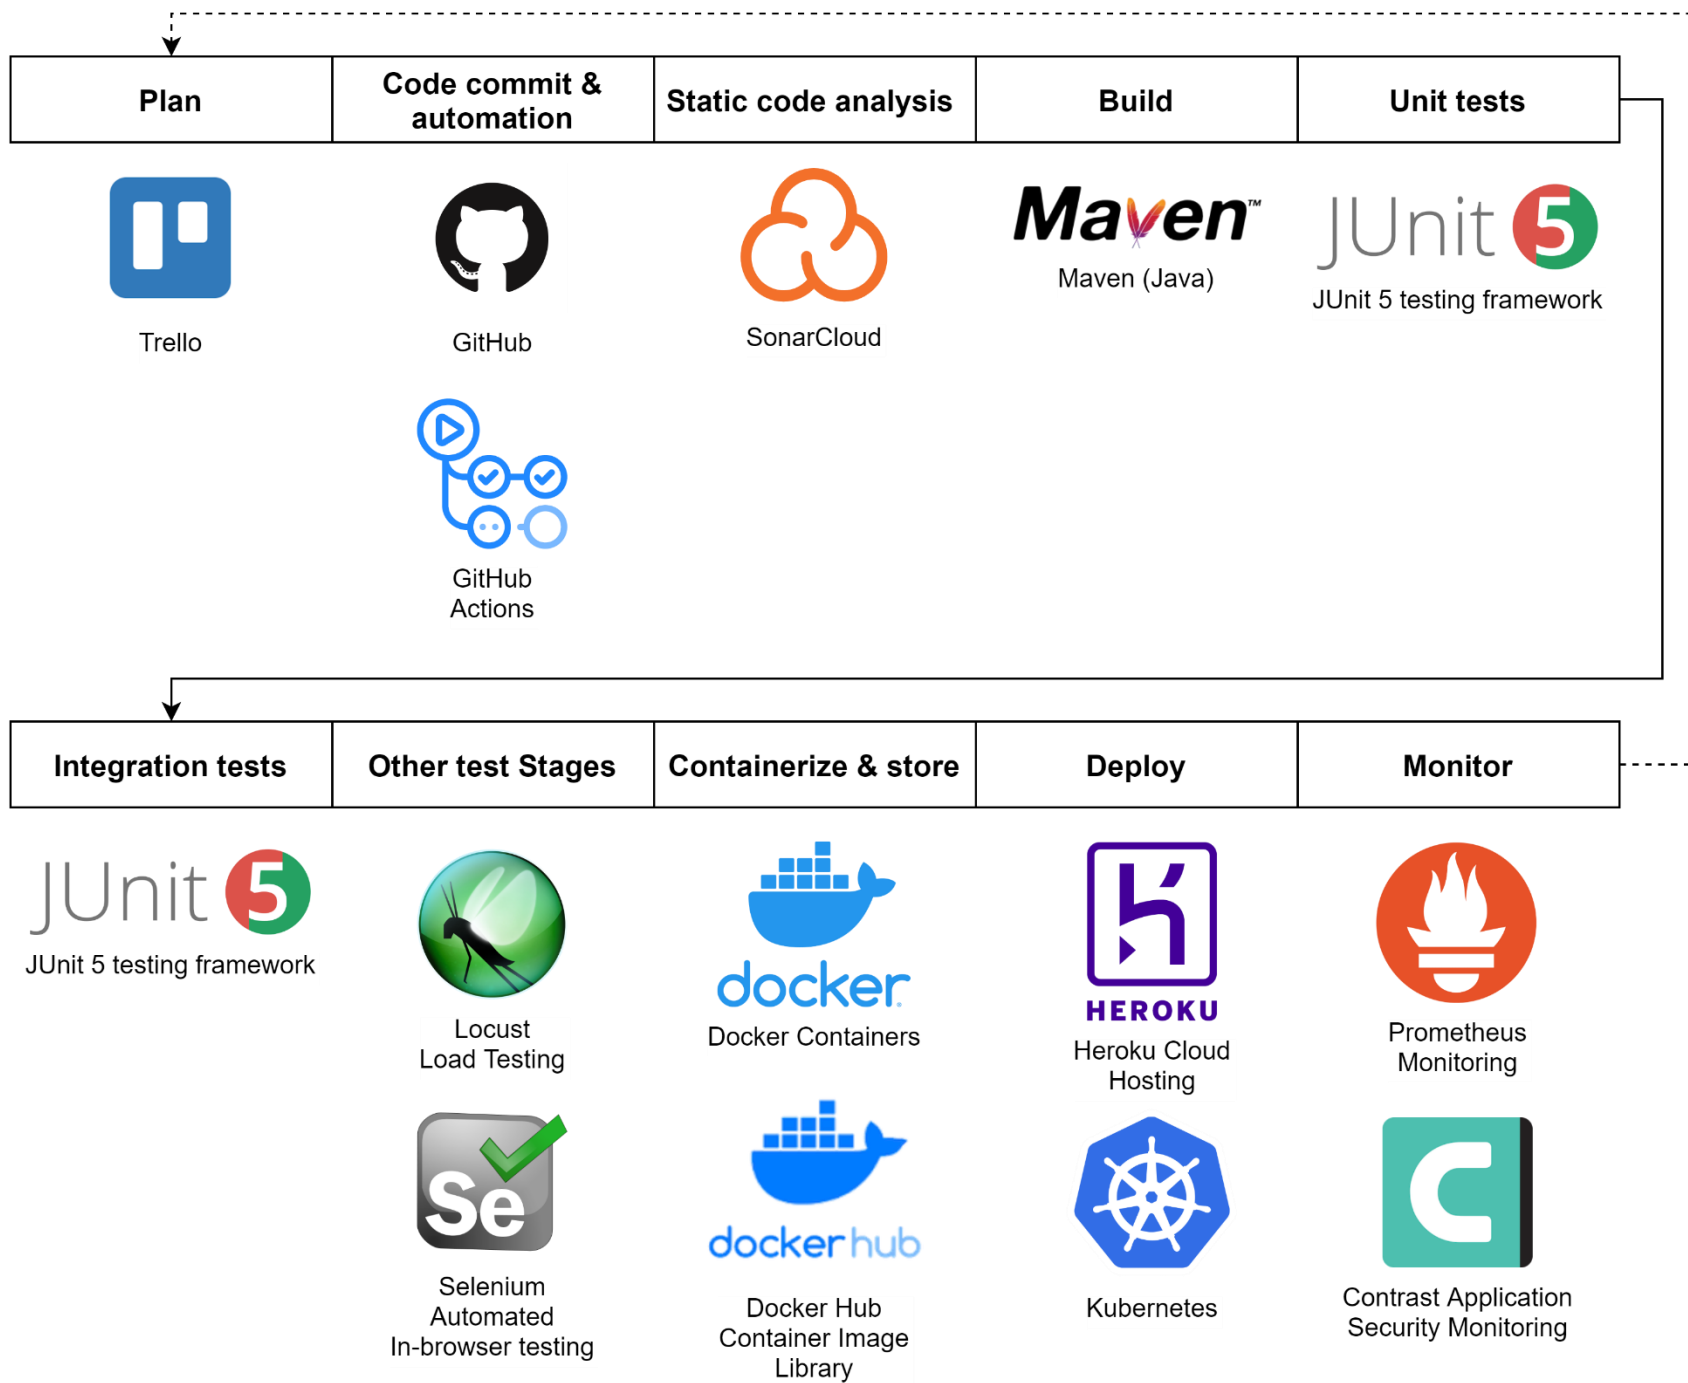 Plan
Code commit &
automation
Static code analysis
Build
Unit tests
Trello
GitHub
GitHub
Actions
SonarCloud
Maven™
Maven (Java)
JUnit 5
JUnit 5 testing framework
Integration tests
Other test Stages
Containerize & store
Deploy
Monitor
JUnit 5
JUnit 5 testing framework
Locust
Load Testing
Se
Selenium
Automated
In-browser testing
docker
Docker Containers
docker hub
Docker Hub
Container Image
Library
HEROKU
Heroku Cloud
Hosting
Kubernetes
Prometheus
Monitoring
C
Contrast Application
Security Monitoring